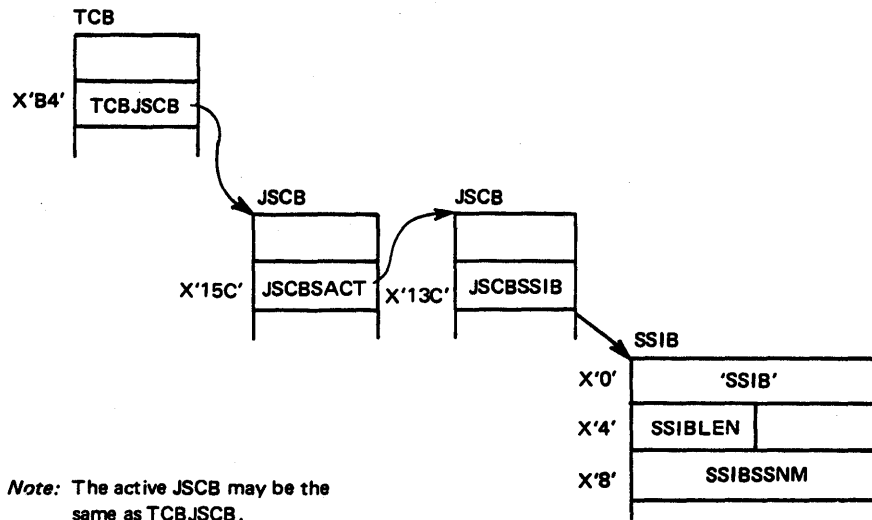 TCB
X'B4' TCBJSCB
JSCB JSCB
X'15C' JSCBSACT X'13C' JSCBSSIB
SSIB
X'0' 'SSIB'
X'4' SSIBLEN
X'8' SSIBSSNM
Note: The active JSCB may be the
same as TCBJSCB.